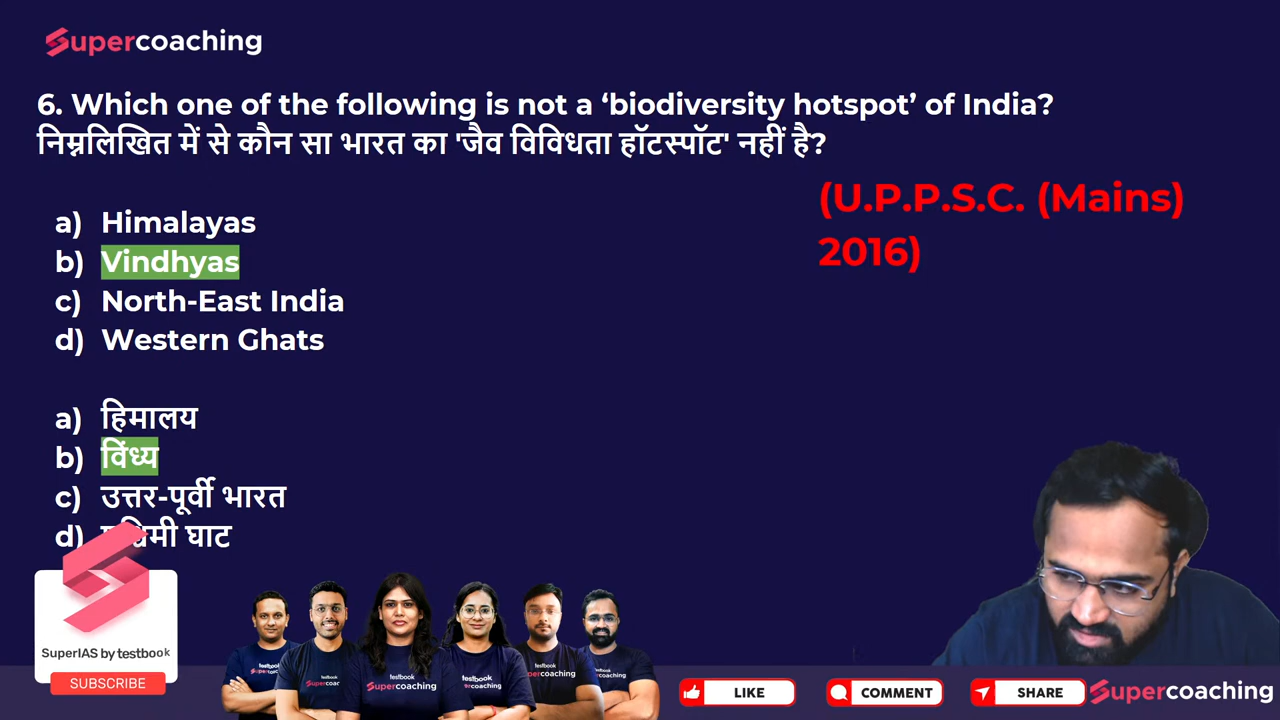 Supercoaching
6. Which one of the following is not a ‘biodiversity hotspot’ of India?
निम्नलिखित में से कौन सा भारत का 'जैव विविधता हॉटस्पॉट' नहीं है?
(U.P.P.S.C. (Mains)
2016)
a) Himalayas
b) Vindhyas
c) North-East India
d) Western Ghats
a) हिमालय
b) विंध्य
c) उत्तर-पूर्वी भारत
d) घाट
SuperIAS by testbook
SUBSCRIBE
testbook
Supercoaching
LIKE
COMMENT
SHARE
Supercoaching